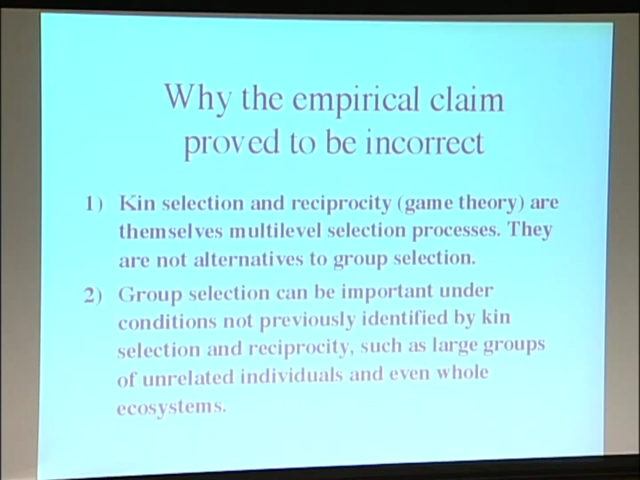 Why the empirical claim
proved to be incorrect
1) Kin selection and reciprocity (game theory) are
themselves multilevel selection processes. They
are not alternatives to group selection.
2) Group selection can be important under
conditions not previously identified by kin
selection and reciprocity, such as large groups
of unrelated individuals and even whole
ecosystems.